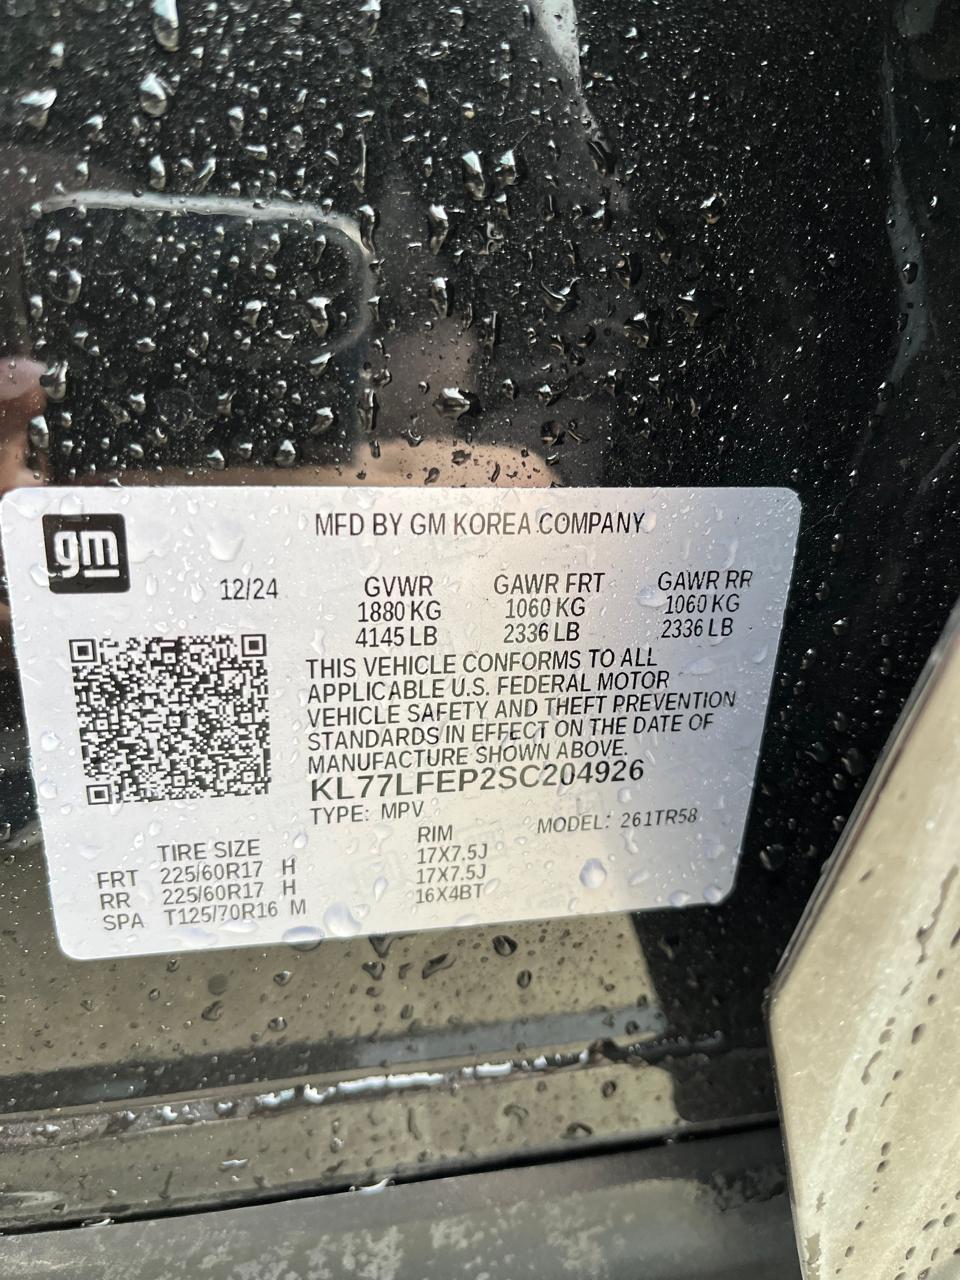 gm
MFD BY GM KOREA COMPANY
12/24
GVWR GAWR FRT GAWR RR
1880 KG 1060 KG 1060 KG
4145 LB 2336 LB 2336 LB
THIS VEHICLE CONFORMS TO ALL
APPLICABLE U.S. FEDERAL MOTOR
VEHICLE SAFETY AND THEFT PREVENTION
STANDARDS IN EFFECT ON THE DATE OF
MANUFACTURE SHOWN ABOVE.
KL77LFEP2SC204926
TYPE: MPV MODEL: 261TR58
TIRE SIZE RIM
FRT 225/60R17 H 17X7.5J
RR 225/60R17 H 17X7.5J
SPA T125/70R16 M 16X4BT